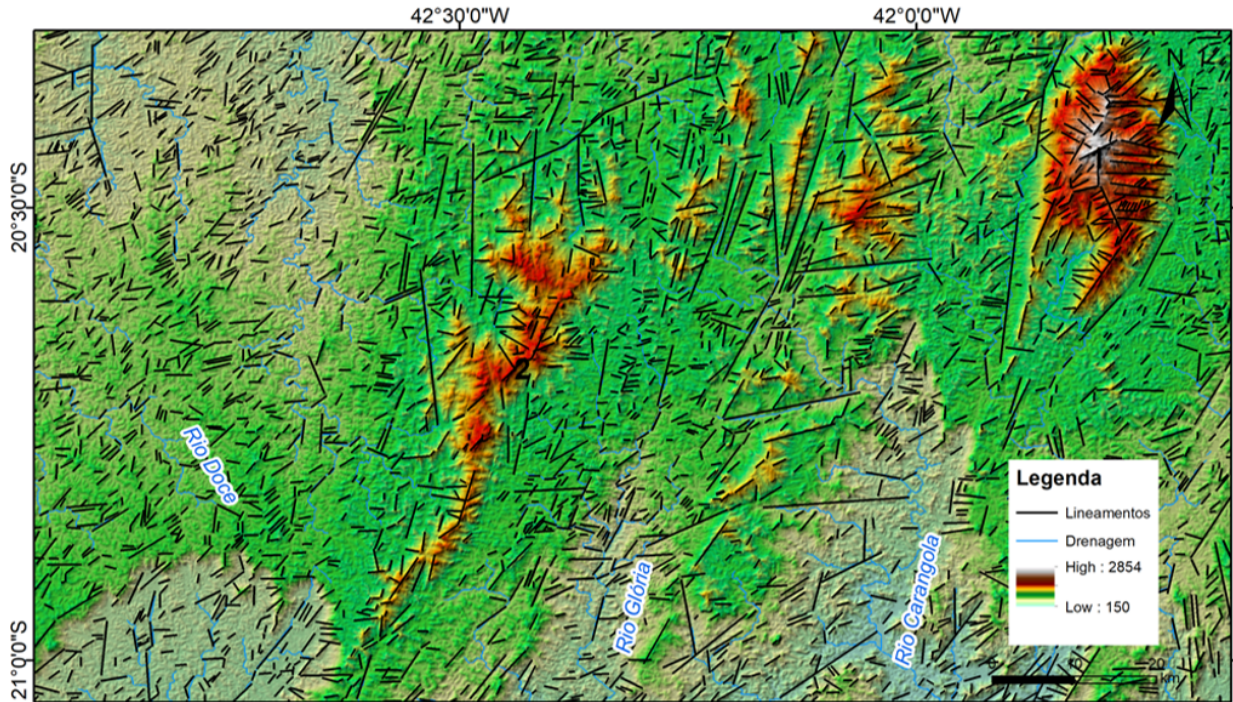 42°30'0"W
42°0'0"W
N
20°30'0"S
2
Rio Doce
Legenda
Lineamentos
Drenagem
High : 2854
Low : 150
Rio Glória
Rio Carangola
21°0'0"S
0 10 20
km